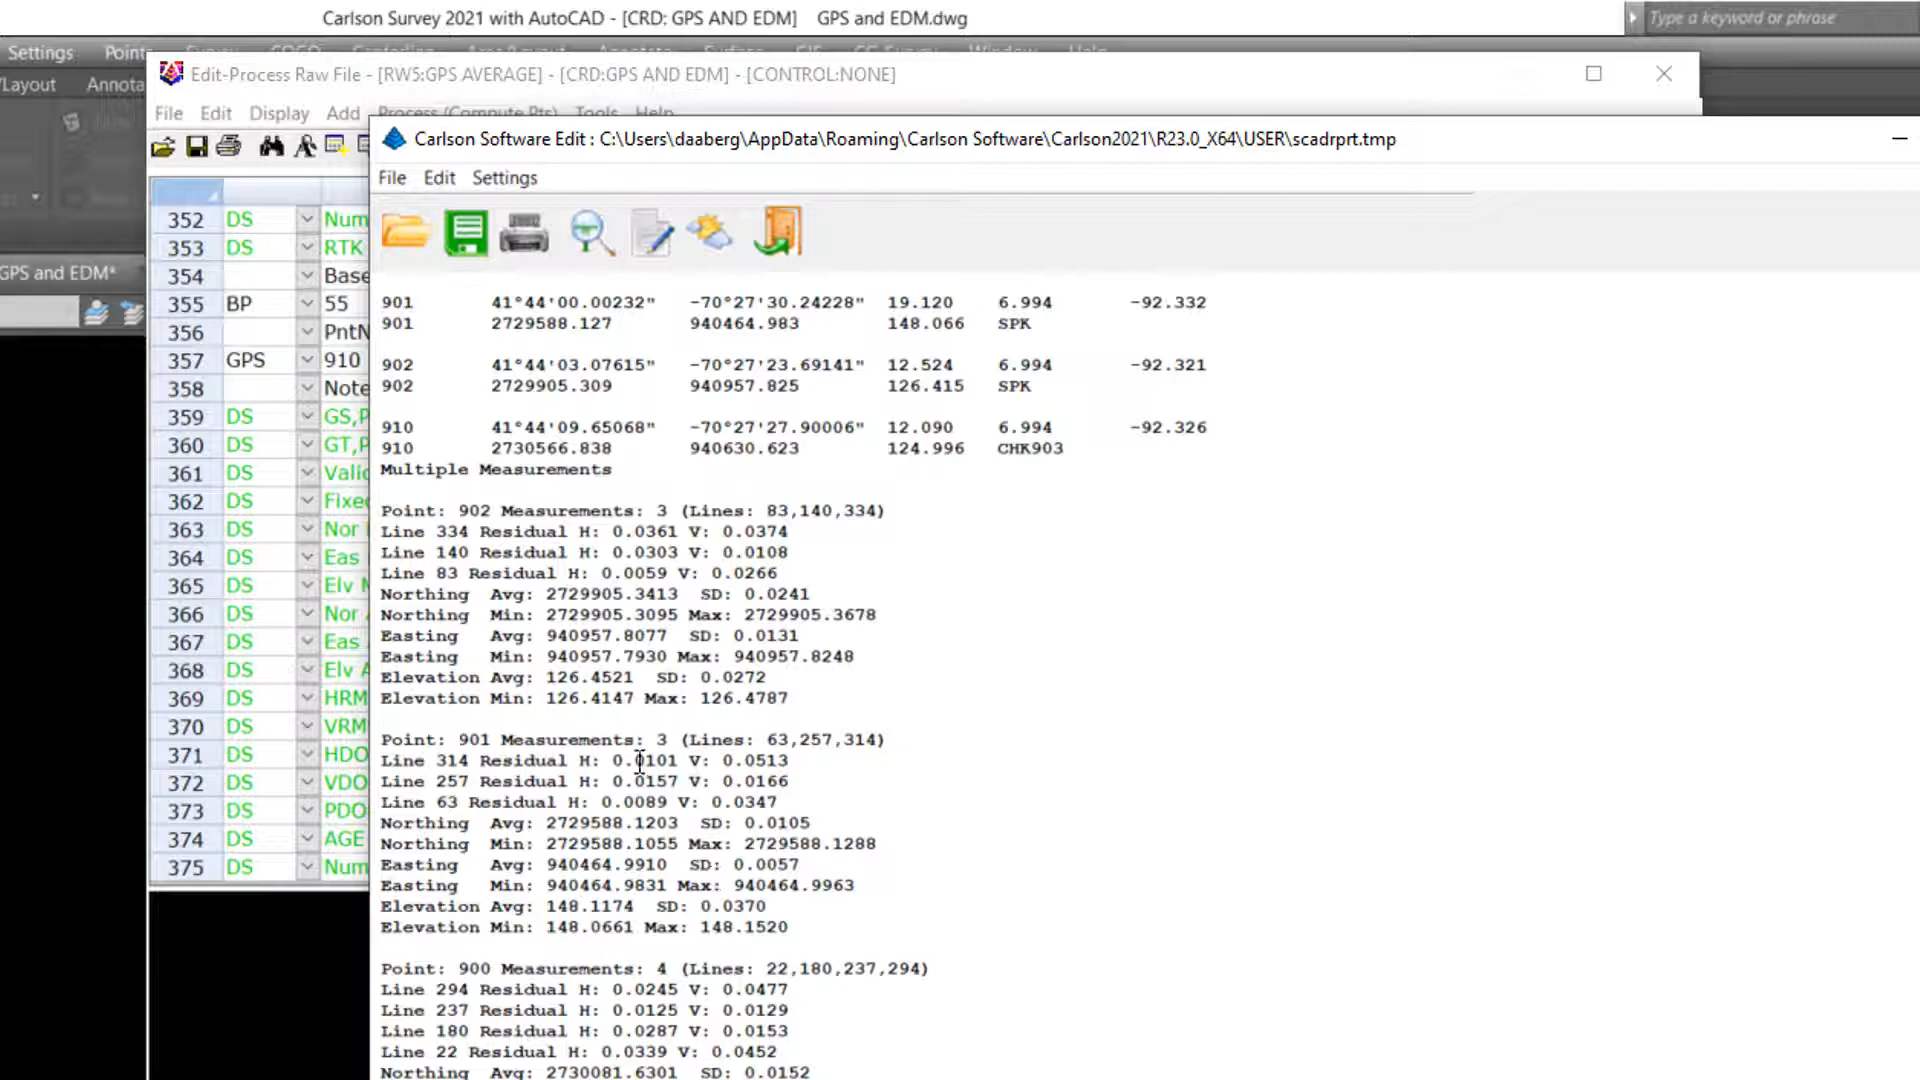 Carlson Survey 2021 with AutoCAD - [CRD: GPS AND EDM] GPS and EDM.dwg
Type a keyword or phrase
Settings Point
Help
/Layout Annota
Edit-Process Raw File - [RW5:GPS AVERAGE] - [CRD:GPS AND EDM] - [CONTROL:NONE]
File Edit Display Add Process (Compute Pts) Tools Help
Carlson Software Edit : C:\Users\daaberg\AppData\Roaming\Carlson Software\Carlson2021\R23.0_X64\USER\scadrprt.tmp
File Edit Settings
GPS and EDM*
352 DS Num
353 DS RTK
354 Base
355 BP 55
356 PntN
357 GPS 910
358 Note
359 DS GS,P
360 DS GT,P
361 DS Valid
362 DS Fixe
363 DS Nor
364 DS Eas
365 DS Elv M
366 DS Nor
367 DS Eas
368 DS Elv A
369 DS HRM
370 DS VRM
371 DS HDO
372 DS VDO
373 DS PDO
374 DS AGE
375 DS Num
901 41°44'00.00232" -70°27'30.24228" 19.120 6.994 -92.332
901 2729588.127 940464.983 148.066 SPK
902 41°44'03.07615" -70°27'23.69141" 12.524 6.994 -92.321
902 2729905.309 940957.825 126.415 SPK
910 41°44'09.65068" -70°27'27.90006" 12.090 6.994 -92.326
910 2730566.838 940630.623 124.996 CHK903
Multiple Measurements
Point: 902 Measurements: 3 (Lines: 83,140,334)
Line 334 Residual H: 0.0361 V: 0.0374
Line 140 Residual H: 0.0303 V: 0.0108
Line 83 Residual H: 0.0059 V: 0.0266
Northing Avg: 2729905.3413 SD: 0.0241
Northing Min: 2729905.3095 Max: 2729905.3678
Easting Avg: 940957.8077 SD: 0.0131
Easting Min: 940957.7930 Max: 940957.8248
Elevation Avg: 126.4521 SD: 0.0272
Elevation Min: 126.4147 Max: 126.4787
Point: 901 Measurements: 3 (Lines: 63,257,314)
Line 314 Residual H: 0.0101 V: 0.0513
Line 257 Residual H: 0.0157 V: 0.0166
Line 63 Residual H: 0.0089 V: 0.0347
Northing Avg: 2729588.1203 SD: 0.0105
Northing Min: 2729588.1055 Max: 2729588.1288
Easting Avg: 940464.9910 SD: 0.0057
Easting Min: 940464.9831 Max: 940464.9963
Elevation Avg: 148.1174 SD: 0.0370
Elevation Min: 148.0661 Max: 148.1520
Point: 900 Measurements: 4 (Lines: 22,180,237,294)
Line 294 Residual H: 0.0245 V: 0.0477
Line 237 Residual H: 0.0125 V: 0.0129
Line 180 Residual H: 0.0287 V: 0.0153
Line 22 Residual H: 0.0339 V: 0.0452
Northing Avg: 2730081.6301 SD: 0.0152